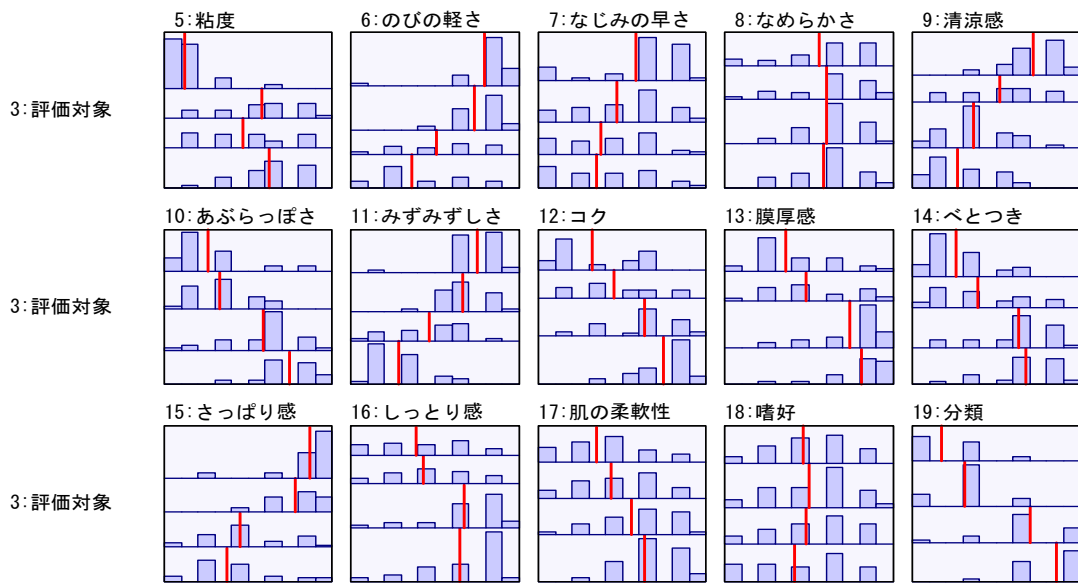 5:粘度 6:のびの軽さ 7:なじみの早さ 8:なめらかさ 9:清涼感
3:評価対象
10:あぶらっぽさ 11:みずみずしさ 12:コク 13:膜厚感 14:べとつき
3:評価対象
15:さっぱり感 16:しっとり感 17:肌の柔軟性 18:嗜好 19:分類
3:評価対象